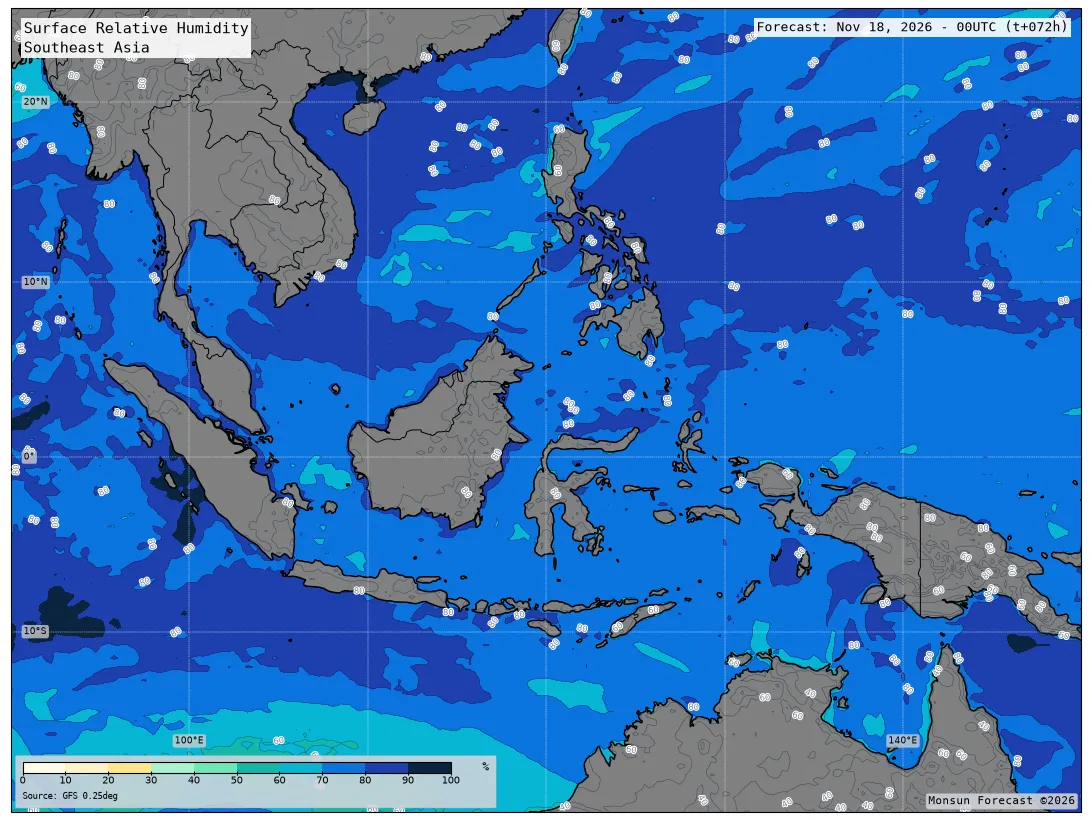 Surface Relative Humidity
Southeast Asia
Forecast: Nov 18, 2026 - 00UTC (t+072h)
20°N
10°N
0°
10°S
100°E
140°E
0 10 20 30 40 50 60 70 80 90 100
%
Source: GFS 0.25deg
Monsun Forecast ©2026